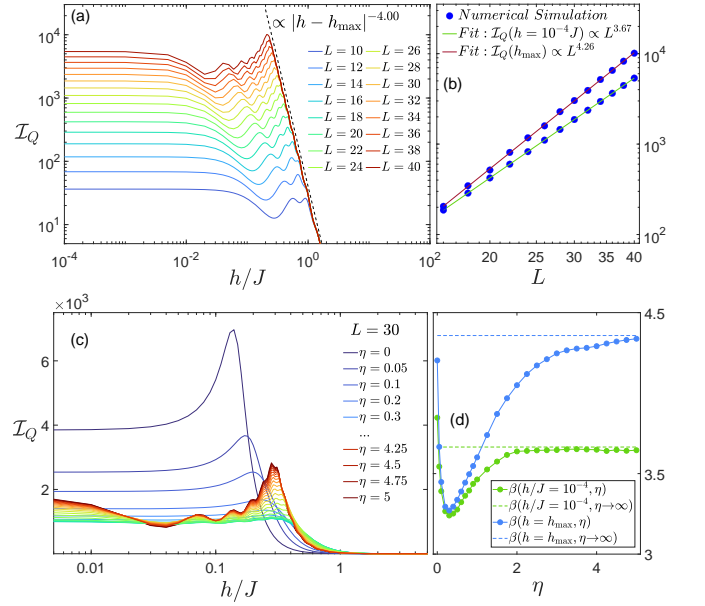 (a)
∝ |h − h_max|^−4.00
L = 10 L = 26
L = 12 L = 28
L = 14 L = 30
L = 16 L = 32
L = 18 L = 34
L = 20 L = 36
L = 22 L = 38
L = 24 L = 40
I_Q
10^4
10^3
10^2
10^1
10^-4 10^-2 10^0 10^2
h/J
Numerical Simulation
Fit : I_Q(h = 10^−4 J) ∝ L^3.67
Fit : I_Q(h_max) ∝ L^4.26
(b)
10^4
10^3
10^2
20 25 30 35 40
L
×10^3
(c)
L = 30
η = 0
η = 0.05
η = 0.1
η = 0.2
η = 0.3
...
η = 4.25
η = 4.5
η = 4.75
η = 5
I_Q
6
4
2
0.01 0.1 1
h/J
(d)
β(h/J = 10^−4, η)
β(h/J = 10^−4, η→∞)
β(h = h_max, η)
β(h = h_max, η→∞)
4.5
3.5
3
0 2 4
η